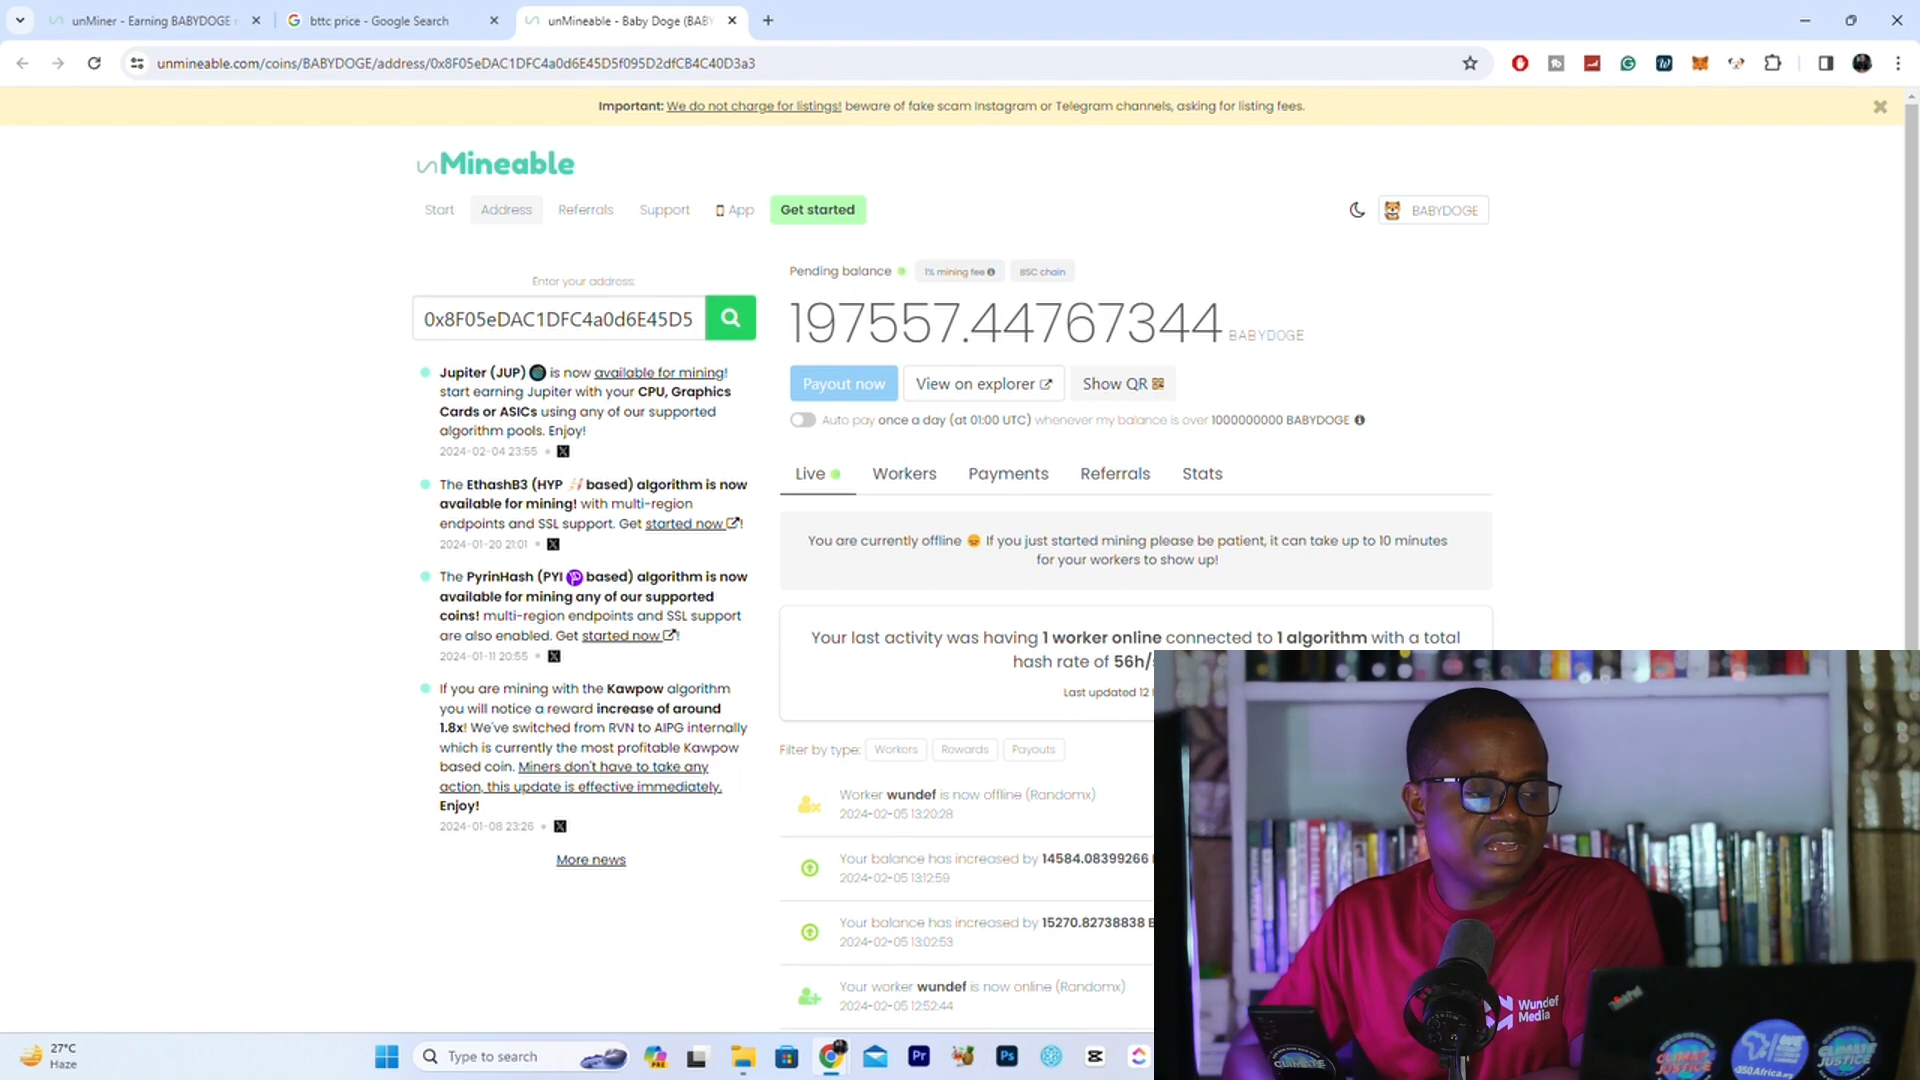 unMiner - Earning BABYDOGE
bttc price - Google Search
unMineable - Baby Doge (BABY
unmineable.com/coins/BABYDOGE/address/0x8F05eDAC1DFC4a0d6E45D5f095D2dfCB4C40D3a3
Important: We do not charge for listings! beware of fake scam Instagram or Telegram channels, asking for listing fees.
unMineable
Start
Address
Referrals
Support
App
Get started
BABYDOGE
Enter your address:
0x8F05eDAC1DFC4a0d6E45D5
Jupiter (JUP) is now available for mining!
start earning Jupiter with your CPU, Graphics
Cards or ASICs using any of our supported
algorithm pools. Enjoy!
2024-02-04 23:55
The EthashB3 (HYP based) algorithm is now
available for mining! with multi-region
endpoints and SSL support. Get started now!
2024-01-20 21:01
The PyrinHash (PYI based) algorithm is now
available for mining any of our supported
coins! multi-region endpoints and SSL support
are also enabled. Get started now!
2024-01-11 20:55
If you are mining with the Kawpow algorithm
you will notice a reward increase of around
1.8x! We've switched from RVN to AIPG internally
which is currently the most profitable Kawpow
based coin. Miners don't have to take any
action, this update is effective immediately.
Enjoy!
2024-01-08 23:26
More news
Pending balance
1% mining fee
BSC chain
197557.44767344 BABYDOGE
Payout now
View on explorer
Show QR
Auto pay once a day (at 01:00 UTC) whenever my balance is over 1000000000 BABYDOGE
Live
Workers
Payments
Referrals
Stats
You are currently offline If you just started mining please be patient, it can take up to 10 minutes
for your workers to show up!
Your last activity was having 1 worker online connected to 1 algorithm with a total
hash rate of 56h/
Last updated 12
Filter by type:
Workers
Rewards
Payouts
Worker wundef is now offline (Randomx)
2024-02-05 13:20:28
Your balance has increased by 14584.08399266
2024-02-05 13:12:59
Your balance has increased by 15270.82738838
2024-02-05 13:02:53
Your worker wundef is now online (Randomx)
2024-02-05 12:52:44
Wundef
Media
ThinkPad
CLIMATE
JUSTICE
350Africa.org
CLIMATE
JUSTICE
27°C
Haze
Type to search
PRE
Pr
Ps